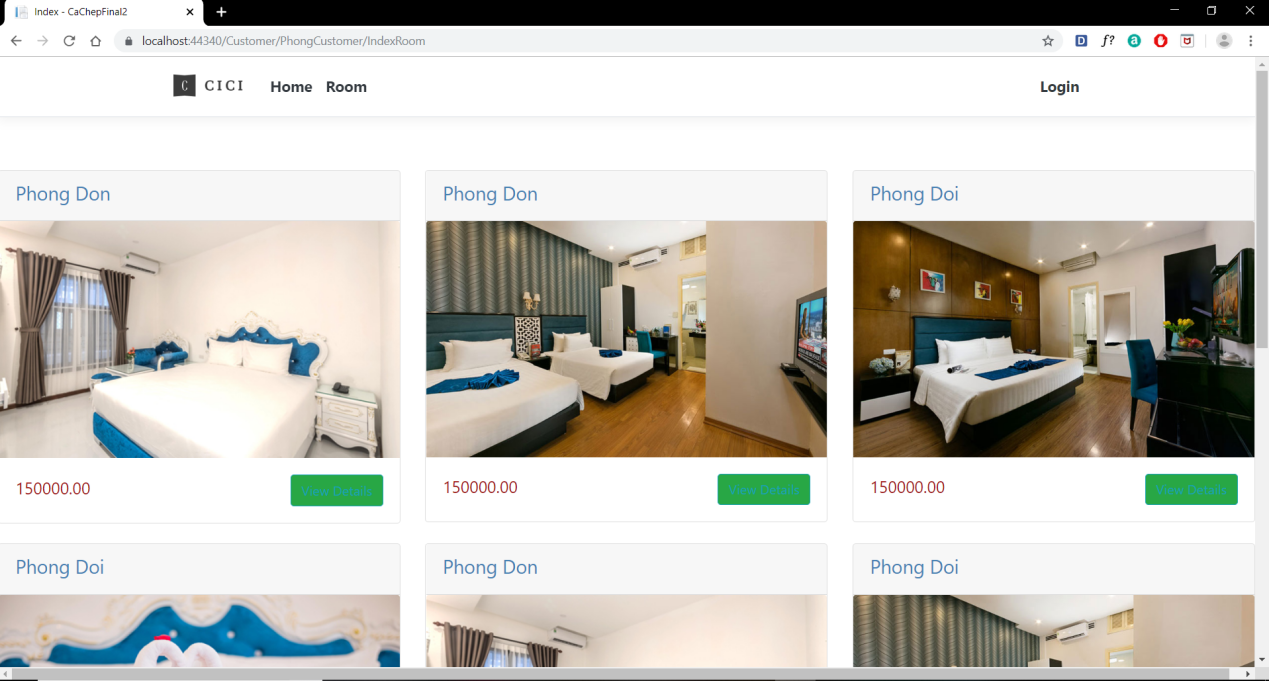 Index - CaChepFinal2
localhost:44340/Customer/PhongCustomer/IndexRoom
D f? a
C CICI Home Room Login
Phong Don
Phong Don
Phong Doi
150000.00 View Details
150000.00 View Details
150000.00 View Details
Phong Doi
Phong Don
Phong Doi